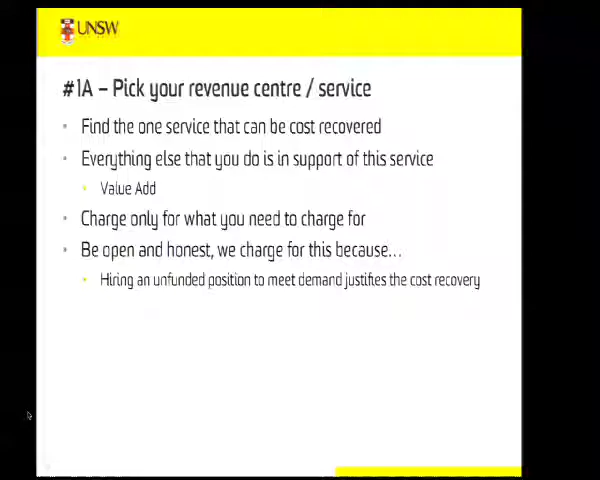 UNSW
#1A – Pick your revenue centre / service
Find the one service that can be cost recovered
Everything else that you do is in support of this service
Value Add
Charge only for what you need to charge for
Be open and honest, we charge for this because...
Hiring an unfunded position to meet demand justifies the cost recovery